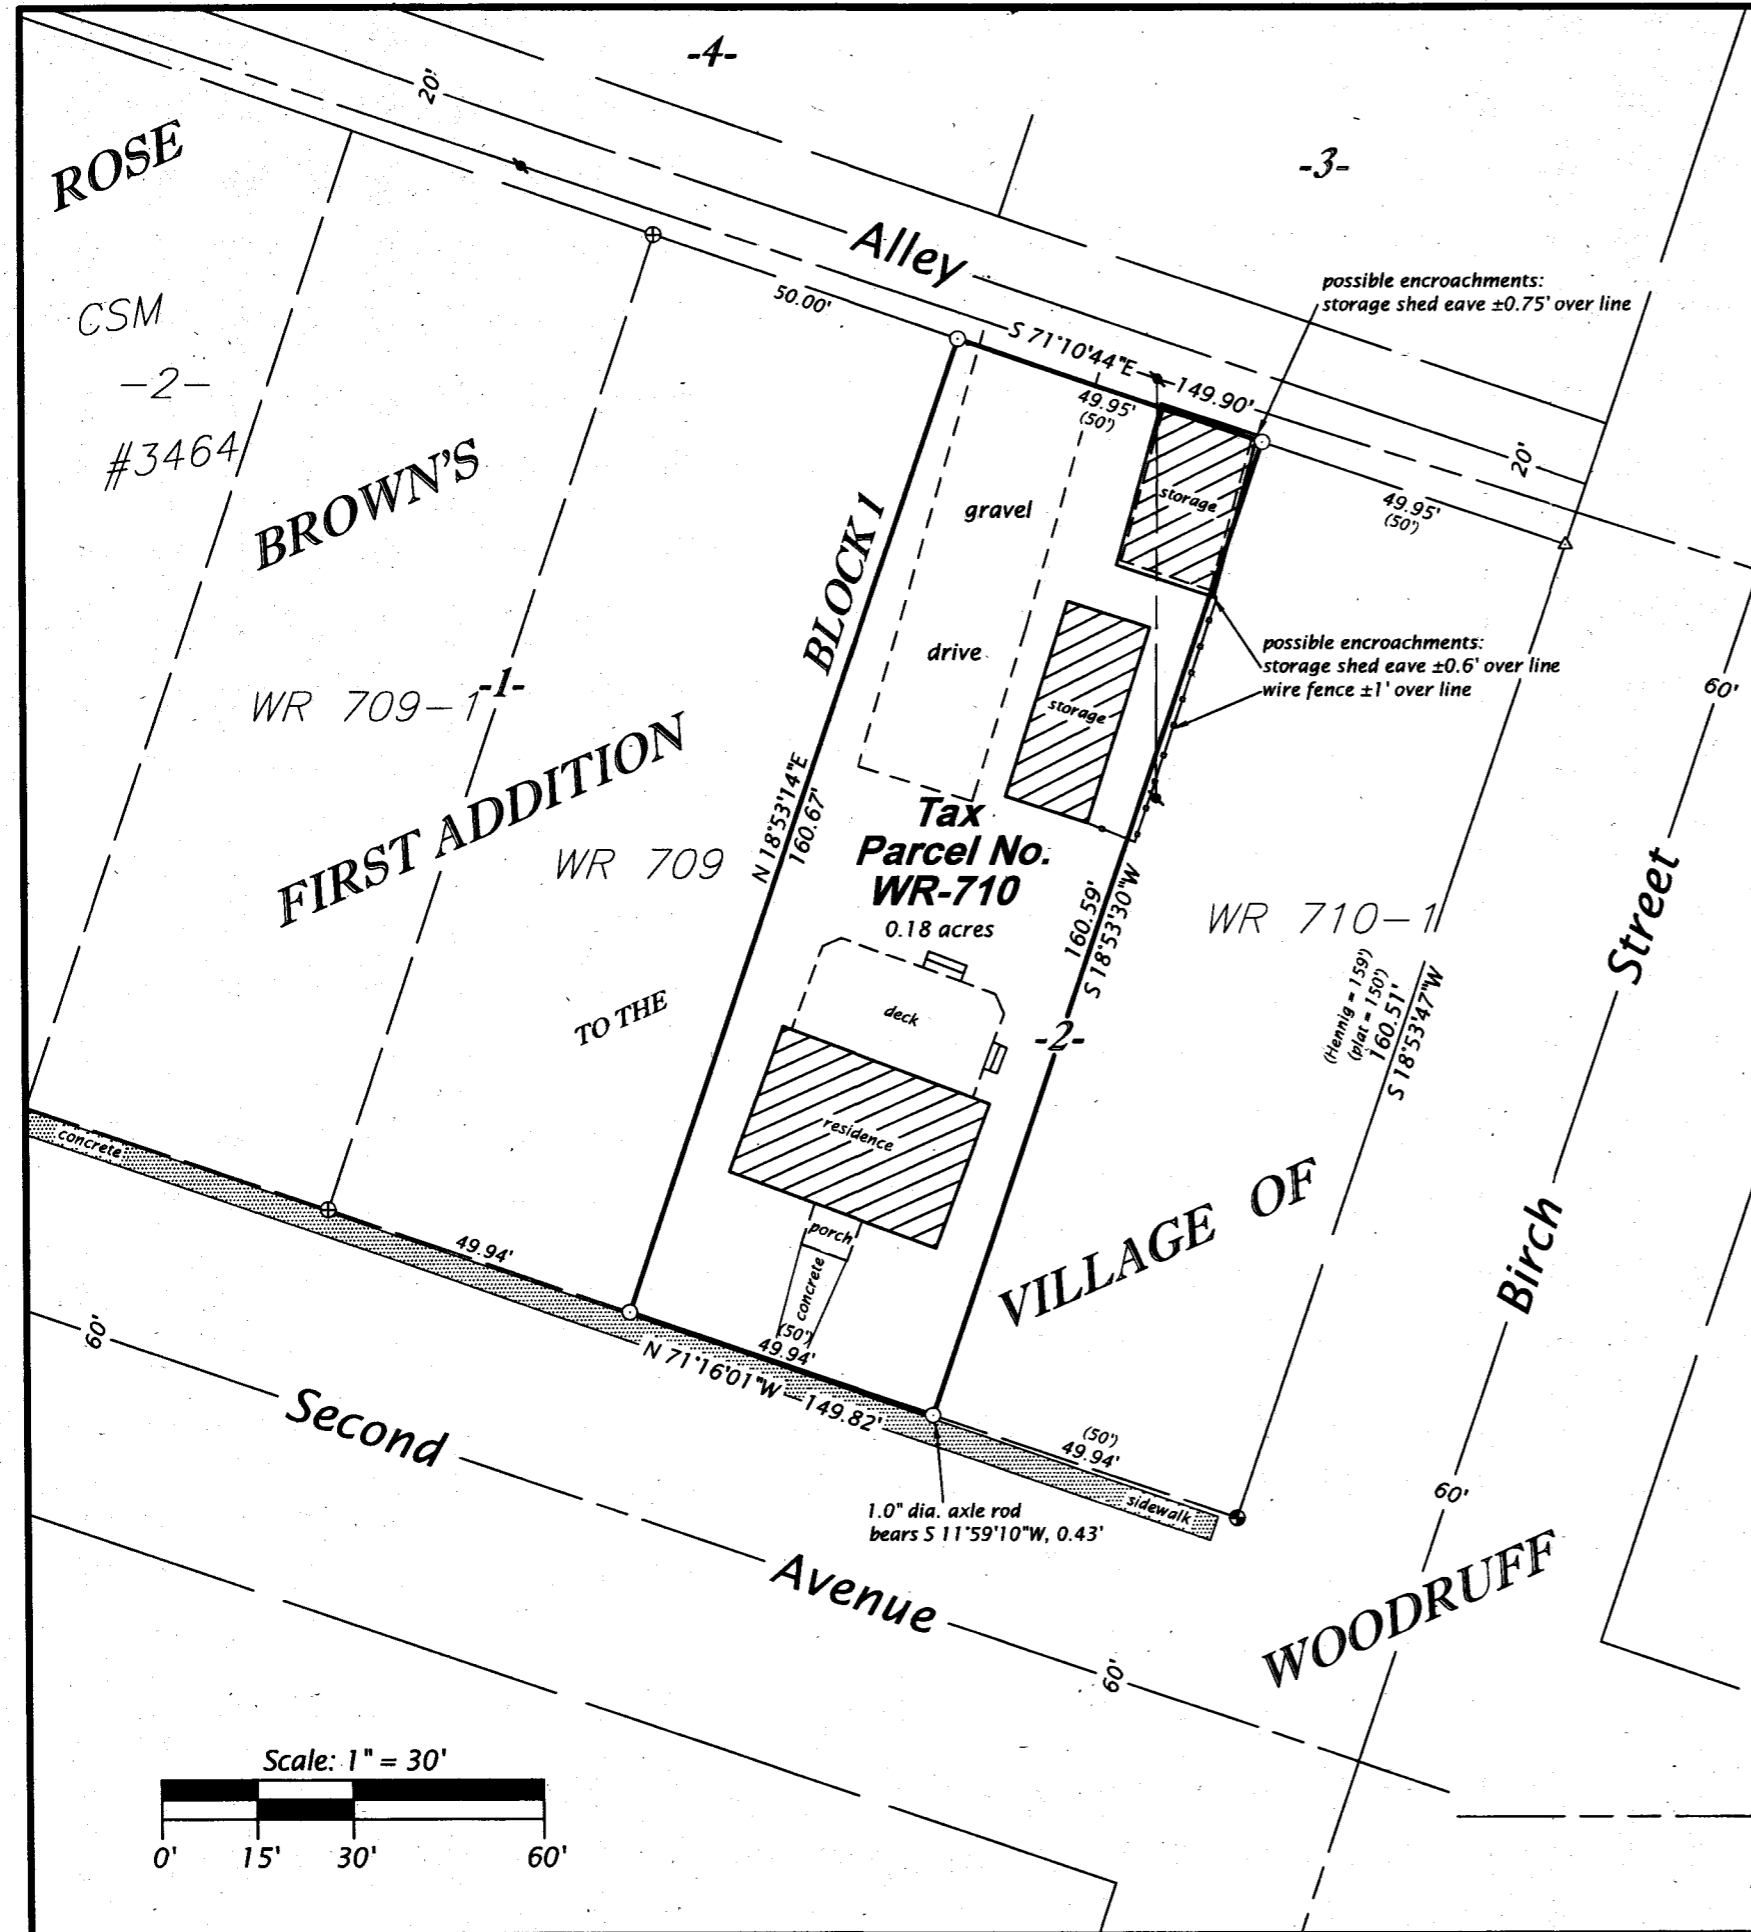 -4-
20'
-3-
ROSE
Alley
possible encroachments:
storage shed eave ±0.75' over line
CSM
-2-
#3464
50.00'
S 71°10'44"E
149.90'
49.95'
(50')
20'
49.95'
(50')
BROWN'S
BLOCK 1
gravel
storage
drive
storage
possible encroachments:
storage shed eave ±0.6' over line
wire fence ±1' over line
60'
WR 709-1
-1-
FIRST ADDITION
N 18°53'14"E
160.67'
Tax
Parcel No.
WR-710
0.18 acres
WR 709
160.59'
S 18°53'30"W
WR 710-1
Street
(Hennig = 159')
(plat = 150')
160.51'
S 18°53'47"W
TO THE
deck
-2-
residence
concrete
VILLAGE OF
Birch
porch
concrete
49.94'
(50')
49.94'
N 71°16'01"W
149.82'
60'
Second
(50')
49.94'
sidewalk
60'
1.0" dia. axle rod
bears S 11°59'10"W, 0.43'
Avenue
WOODRUFF
60'
Scale: 1" = 30'
0' 15' 30' 60'